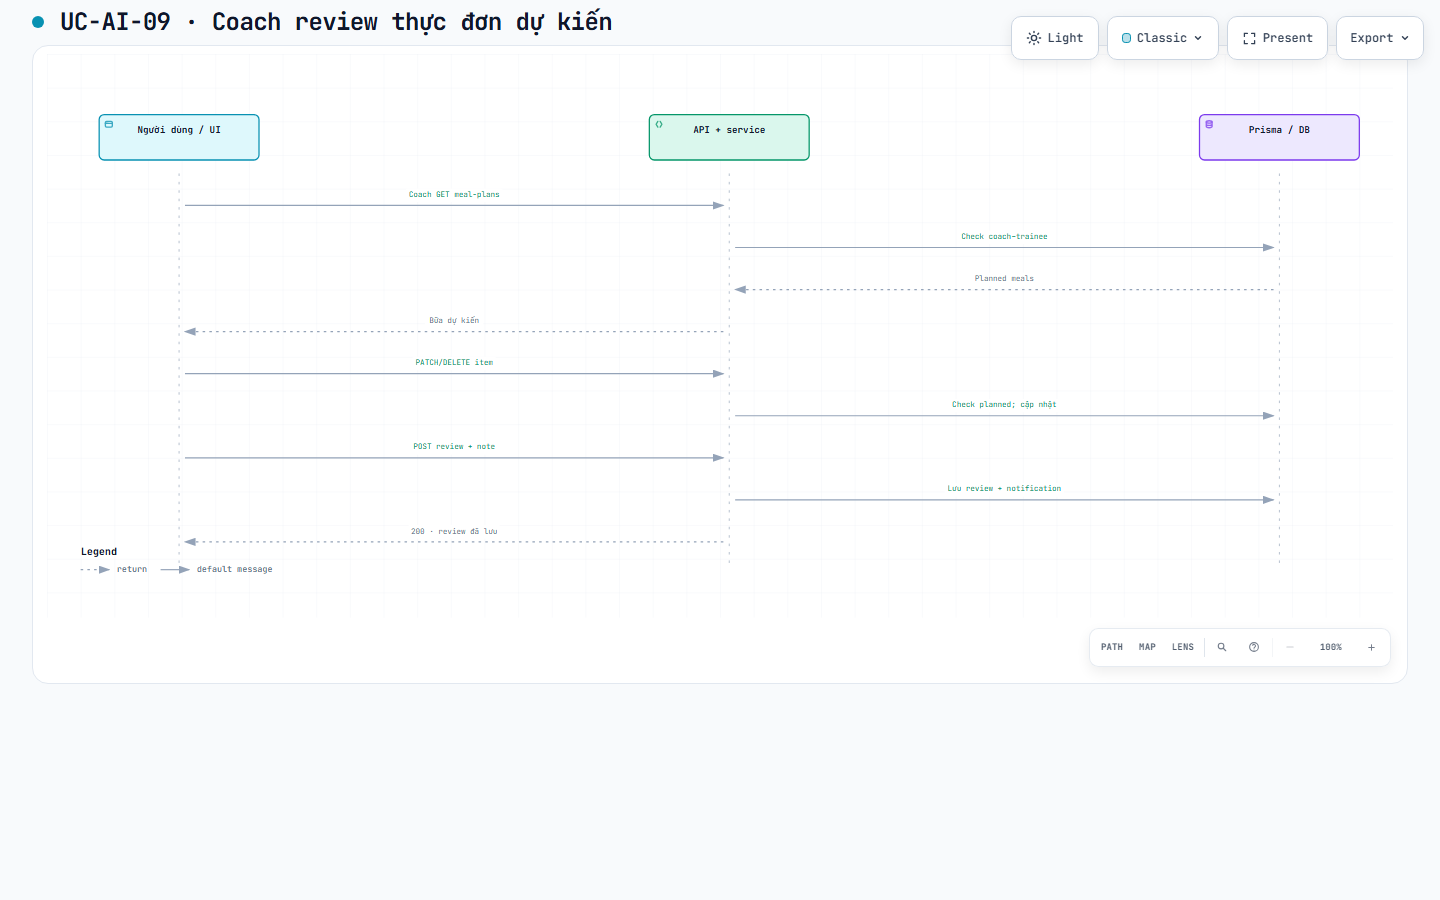 UC-AI-09 · Coach review thực đơn dự kiến
Light
Classic
Present
Export
Người dùng / UI
API + service
Prisma / DB
Coach GET meal-plans
Check coach-trainee
Planned meals
Bữa dự kiến
PATCH/DELETE item
Check planned; cập nhật
POST review + note
Lưu review + notification
200 - review đã lưu
Legend
return
default message
PATH
MAP
LENS
100%